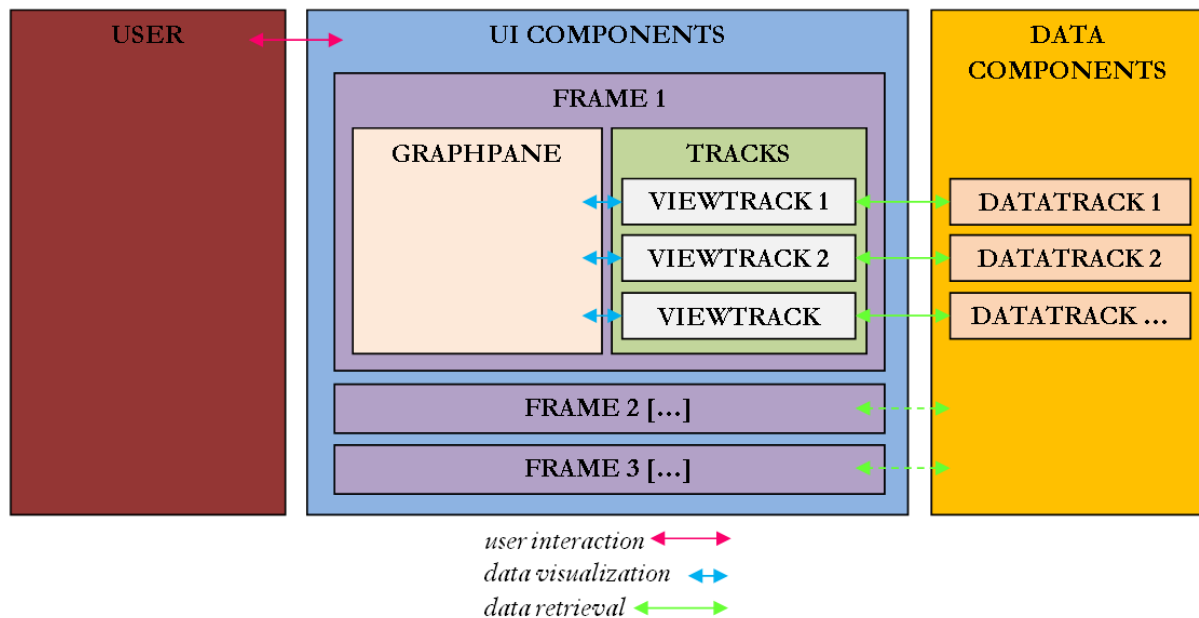 USER
UI COMPONENTS
DATA
COMPONENTS
FRAME 1
GRAPHPANE
TRACKS
VIEWTRACK 1
DATATRACK 1
VIEWTRACK 2
DATATRACK 2
VIEWTRACK
DATATRACK ...
FRAME 2 [...]
FRAME 3 [...]
user interaction
data visualization
data retrieval